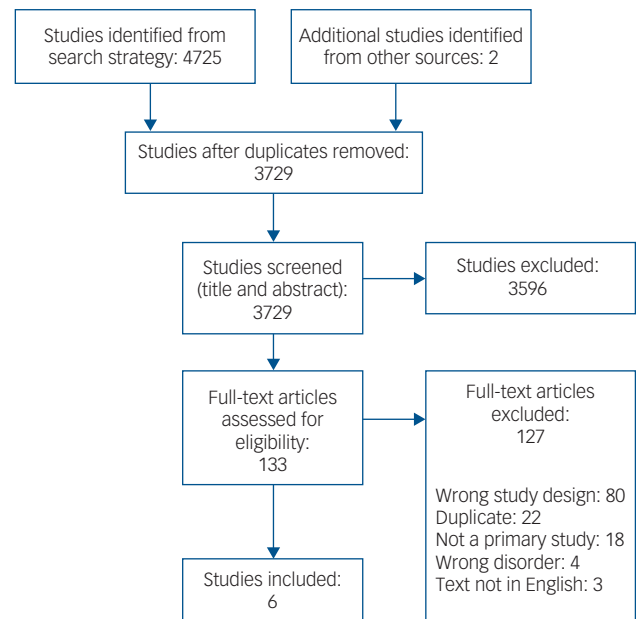 Studies identified from
search strategy: 4725
Additional studies identified
from other sources: 2
Studies after duplicates removed:
3729
Studies screened
(title and abstract):
3729
Studies excluded:
3596
Full-text articles
assessed for
eligibility:
133
Full-text articles
excluded:
127
Wrong study design: 80
Duplicate: 22
Not a primary study: 18
Wrong disorder: 4
Text not in English: 3
Studies included:
6